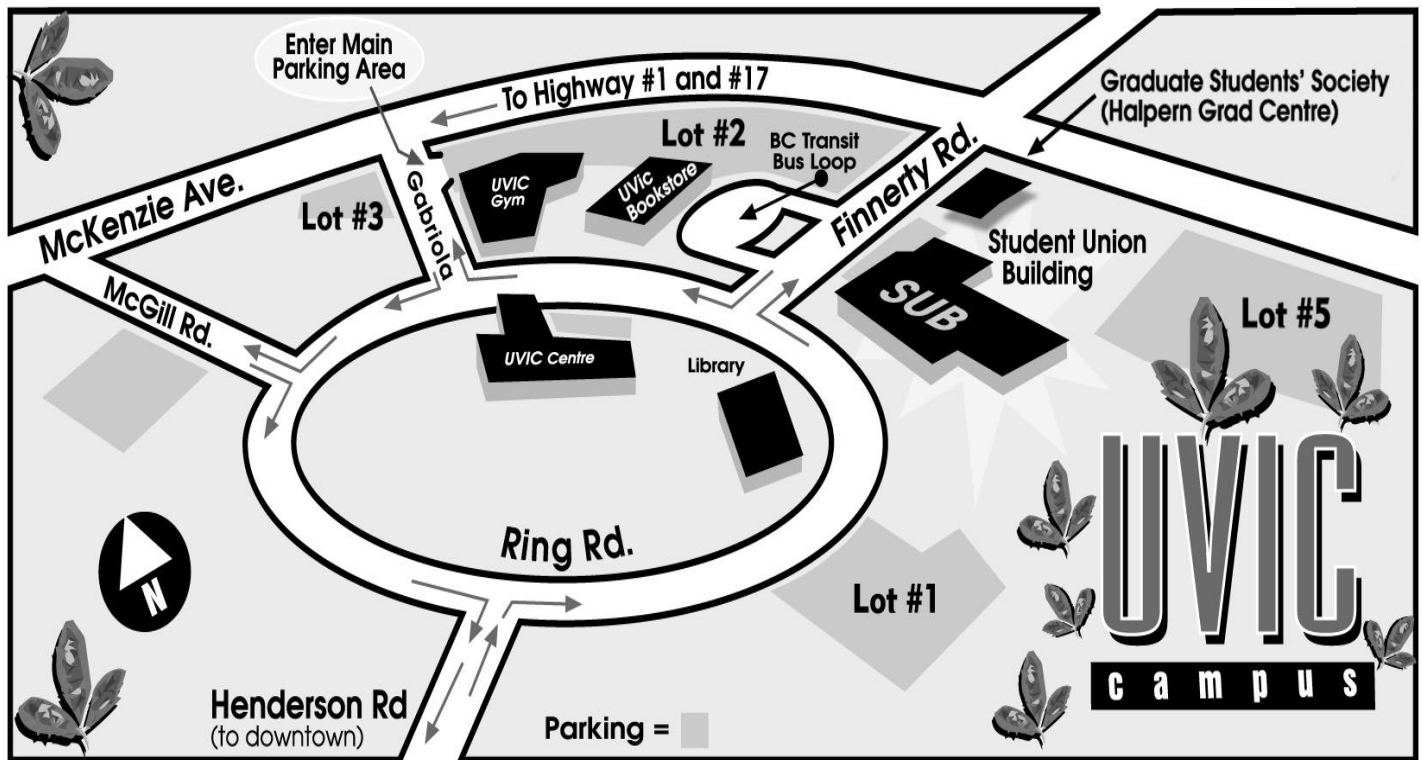 Enter Main
Parking Area
To Highway #1 and #17
Graduate Students' Society
(Halpern Grad Centre)
Lot #2
BC Transit
Bus Loop
UVIC
Gym
UVic
Bookstore
Finnerty Rd.
McKenzie Ave.
Lot #3
Gabriola
Student Union
Building
SUB
McGill Rd.
Lot #5
UVIC Centre
Library
Ring Rd.
Lot #1
N
UVIC
campus
Henderson Rd
(to downtown)
Parking =